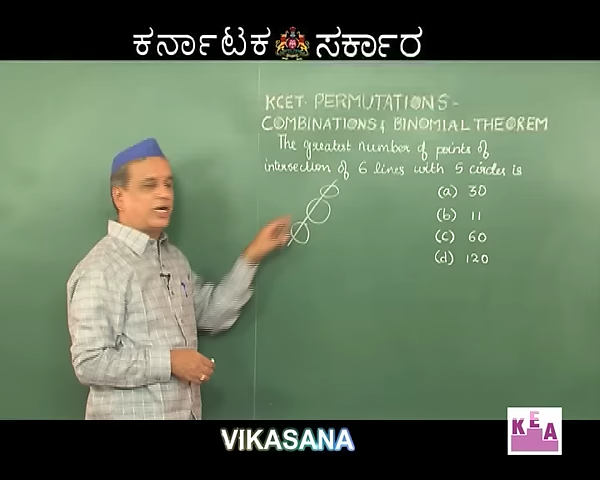 ಕರ್ನಾಟಕ ಸರ್ಕಾರ
KCET- PERMUTATIONS -
COMBINATIONS & BINOMIAL THEOREM
The greatest number of points of
intersection of 6 lines with 5 circles is
(a) 30
(b) 11
(c) 60
(d) 120
KEA
VIKASANA